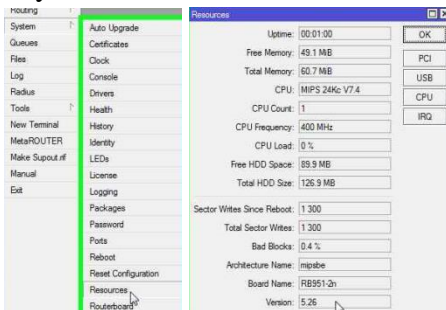 Routing
System
Queues
Files
Log
Radius
Tools
New Terminal
MetaROUTER
Make Supout.rif
Manual
Exit
Auto Upgrade
Certificates
Clock
Console
Drivers
Health
History
Identity
LEDs
License
Logging
Packages
Password
Ports
Reboot
Reset Configuration
Resources
Routerboard
Resources
Uptime: 00:01:00
Free Memory: 49.1 MiB
Total Memory: 60.7 MiB
CPU: MIPS 24Kc V7.4
CPU Count: 1
CPU Frequency: 400 MHz
CPU Load: 0 %
Free HDD Space: 89.9 MiB
Total HDD Size: 126.9 MiB
Sector Writes Since Reboot: 1 300
Total Sector Writes: 1 300
Bad Blocks: 0.4 %
Architecture Name: mipsbe
Board Name: RB951-2n
Version: 5.26
OK
PCI
USB
CPU
IRQ